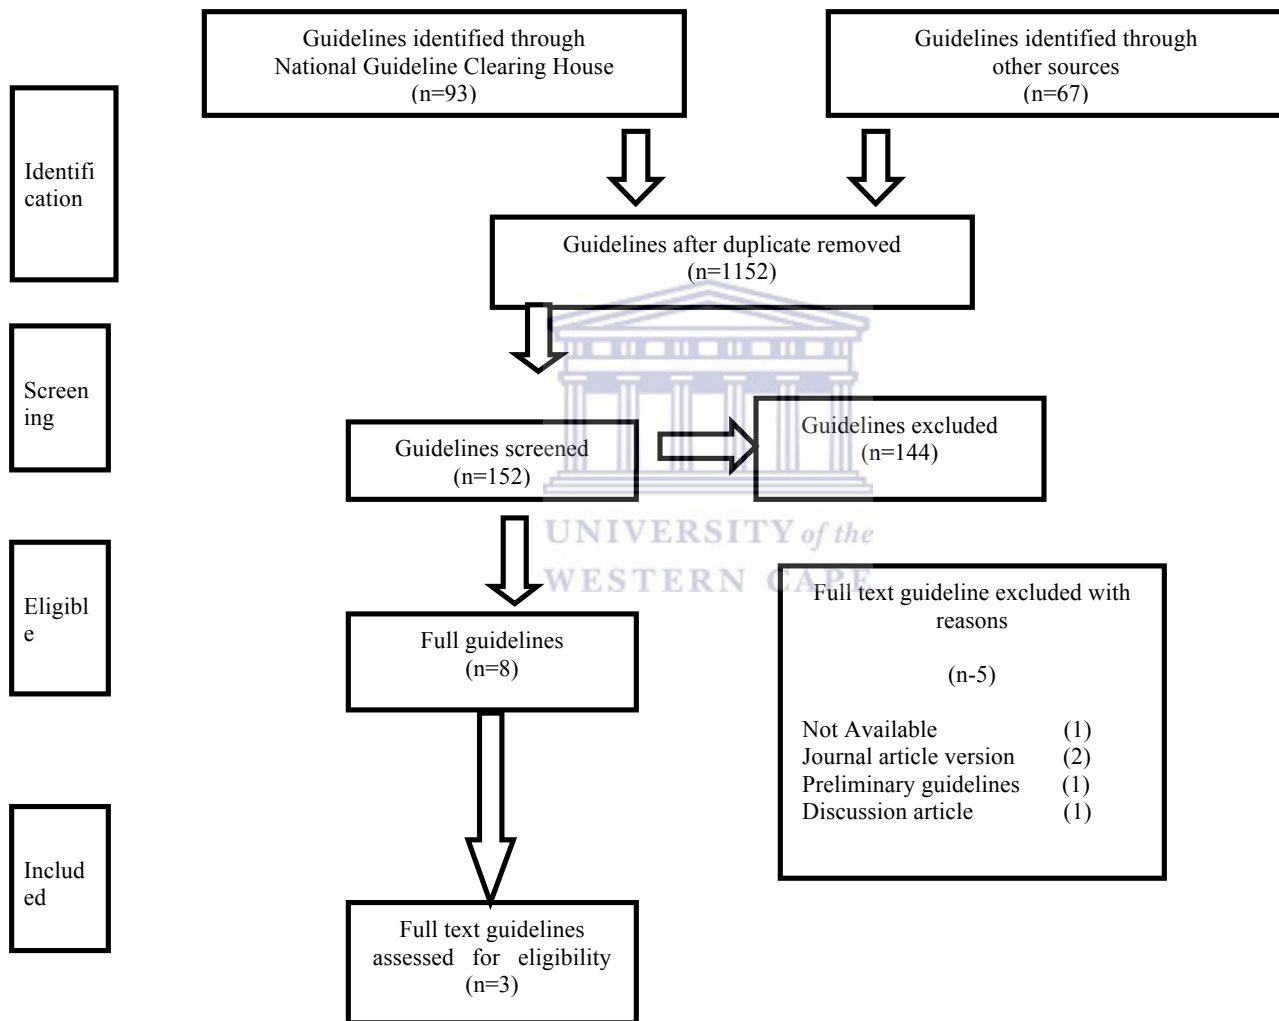 Guidelines identified through
National Guideline Clearing House
(n=93)
Guidelines identified through
other sources
(n=67)
Identifi
cation
Guidelines after duplicate removed
(n=1152)
Screen
ing
Guidelines screened
(n=152)
Guidelines excluded
(n=144)
UNIVERSITY of the
WESTERN CAPE
Eligibl
e
Full guidelines
(n=8)
Full text guideline excluded with
reasons
(n-5)
Not Available (1)
Journal article version (2)
Preliminary guidelines (1)
Discussion article (1)
Includ
ed
Full text guidelines
assessed for eligibility
(n=3)